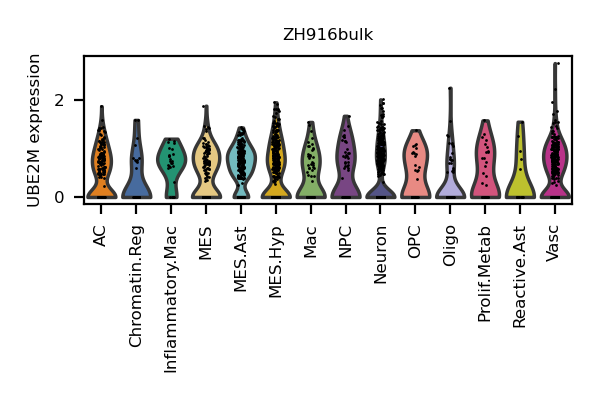 ZH916bulk
UBE2M expression
2
0
AC
Chromatin.Reg
Inflammatory.Mac
MES
MES.Ast
MES.Hyp
Mac
NPC
Neuron
OPC
Oligo
Prolif.Metab
Reactive.Ast
Vasc